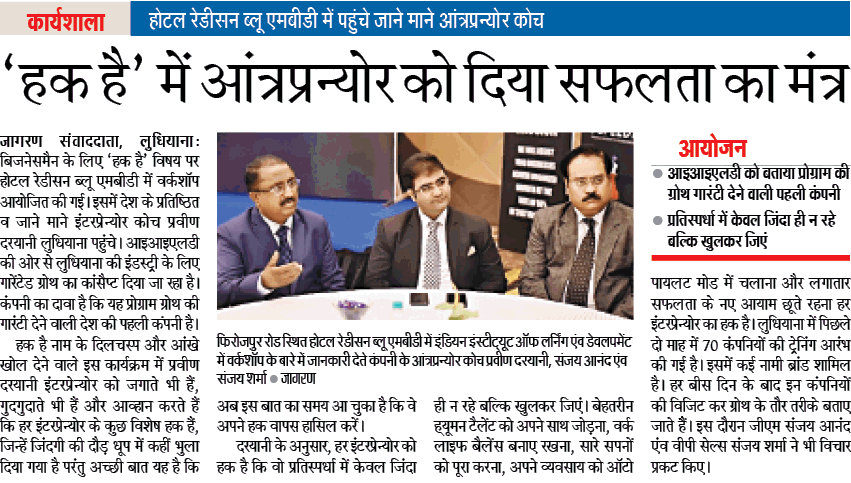 कार्यशाला
होटल रेडीसन ब्लू एमबीडी में पहुंचे जाने माने आंत्रप्रन्योर कोच
‘हक है’ में आंत्रप्रन्योर को दिया सफलता का मंत्र
जागरण संवाददाता, लुधियाना :
बिजनेसमैन के लिए ‘हक है’ विषय पर
होटल रेडीसन ब्लू एमबीडी में वर्कशॉप
आयोजित की गई। इसमें देश के प्रतिष्ठित
व जाने माने इंटरप्रेन्योर कोच प्रवीण
दरयानी लुधियाना पहुंचे। आइआइएलडी
की ओर से लुधियाना की इंडस्ट्री के लिए
गारेंटेड ग्रोथ का कांसैप्ट दिया जा रहा है।
कंपनी का दावा है कि यह प्रोग्राम ग्रोथ की
गारंटी देने वाली देश की पहली कंपनी है।
हक है नाम के दिलचस्प और आंखे
खोल देने वाले इस कार्यक्रम में प्रवीण
दरयानी इंटरप्रेन्योर को जगाते भी हैं,
गुदगुदाते भी हैं और आव्हान करते हैं
कि हर इंटरप्रेन्योर के कुछ विशेष हक हैं,
जिन्हें जिंदगी की दौड़ धूप में कहीं भुला
दिया गया है परंतु अच्छी बात यह है कि
फिरोजपुर रोड स्थित होटल रेडीसन ब्लू एमबीडी में इंडियन इंस्टीट्यूट ऑफ लर्निंग एंव डेवलपमेंट
में वर्कशॉप के बारे में जानकारी देते कंपनी के आंत्रप्रन्योर कोच प्रवीण दरयानी, संजय आनंद एंव
संजय शर्मा ● जागरण
अब इस बात का समय आ चुका है कि वे
अपने हक वापस हासिल करें।
दरयानी के अनुसार, हर इंटरप्रेन्योर को
हक है कि वो प्रतिस्पर्धा में केवल जिंदा
ही न रहे बल्कि खुलकर जिएं। बेहतरीन
ह्यूमन टैलेंट को अपने साथ जोड़ना, वर्क
लाइफ बैलेंस बनाए रखना, सारे सपनों
को पूरा करना, अपने व्यवसाय को ऑटो
आयोजन
● आइआइएलडी को बताया प्रोग्राम की
ग्रोथ गारंटी देने वाली पहली कंपनी
● प्रतिस्पर्धा में केवल जिंदा ही न रहे
बल्कि खुलकर जिएं
पायलट मोड में चलाना और लगातार
सफलता के नए आयाम छूते रहना हर
इंटरप्रेन्योर का हक है। लुधियाना में पिछले
दो माह में 70 कंपनियों की ट्रेनिंग आरंभ
की गई है। इसमें कई नामी ब्रांड शामिल
है। हर बीस दिन के बाद इन कंपनियों
की विजिट कर ग्रोथ के तौर तरीके बताए
जाते हैं। इस दौरान जीएम संजय आनंद
एंव वीपी सेल्स संजय शर्मा ने भी विचार
प्रकट किए।